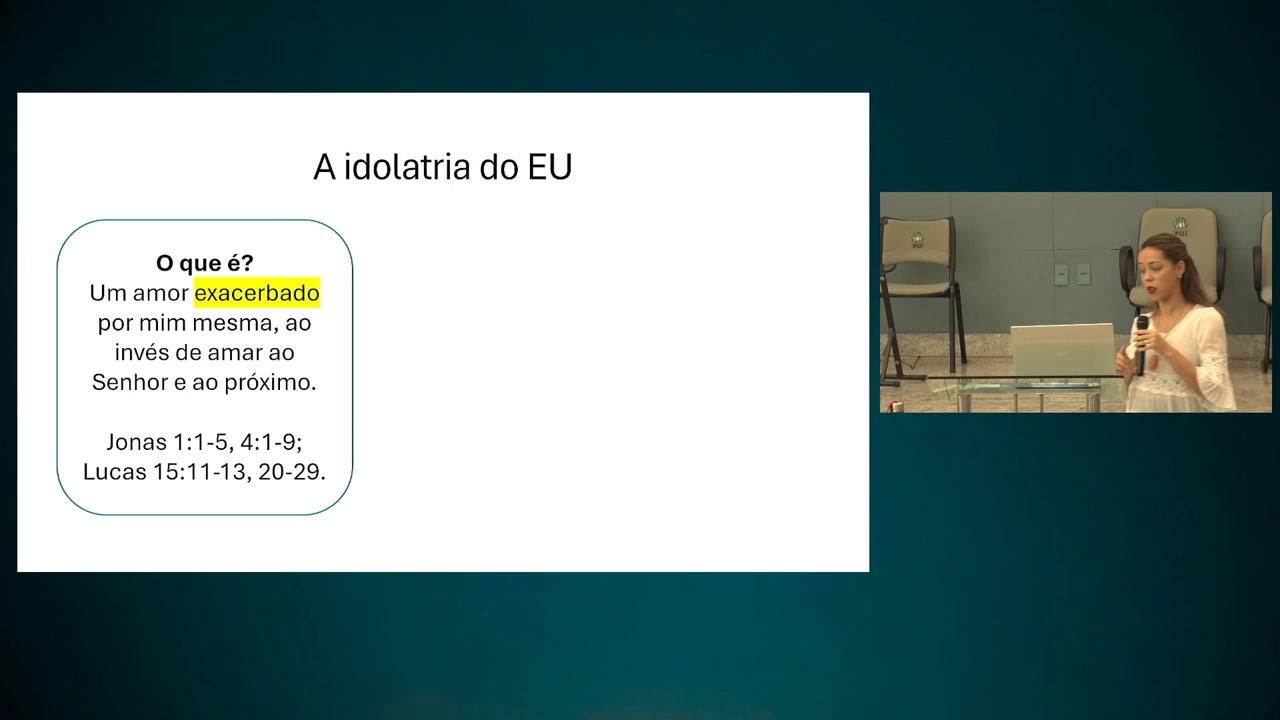 A idolatria do EU
O que é?
Um amor exacerbado
por mim mesma, ao
invés de amar ao
Senhor e ao próximo.
Jonas 1:1-5, 4:1-9;
Lucas 15:11-13, 20-29.